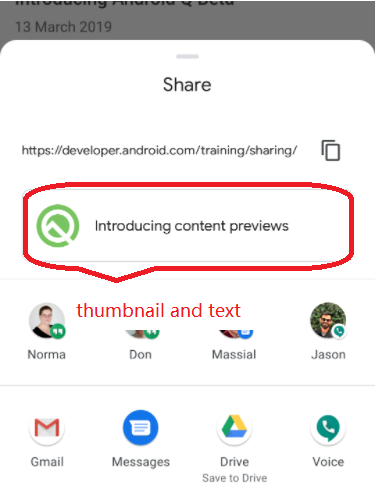 Introducing Android Q Beta
13 March 2019
Share
https://developer.android.com/training/sharing/
Introducing content previews
thumbnail and text
Norma Don Massial Jason
Gmail Messages Drive Voice
Save to Drive